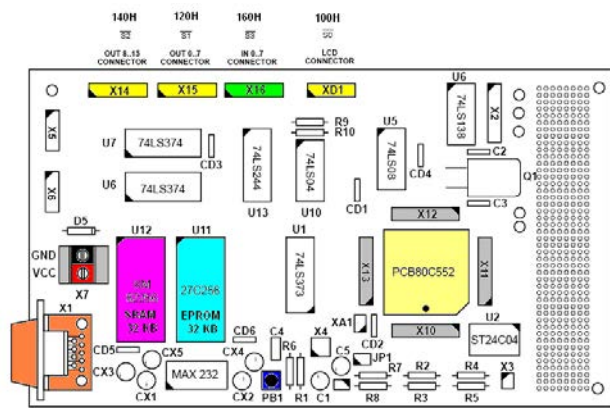 140H 120H 160H 100H
S2 S1 S3 S0
OUT 8..15 CONNECTOR
OUT 0..7 CONNECTOR
IN 0..7 CONNECTOR
LCD CONNECTOR
X14 X15 X16 XD1
U6
74LS138
X2
X5
U7 74LS374
CD3
74LS244
U13
R9
R10
74LS04
U10
U5
74LS08
CD4
C2
Q1
C3
X6
U6 74LS374
CD1
X12
D5
GND
VCC
X7
U12
SRAM
32 KB
U11
27C256
EPROM
32 KB
U1
74LS373
X13
PCB80C552
X11
X10
XA1
CD2
U2
ST24C04
X1
CD5
CX3
CX5
CX1
MAX 232
CX4
CD6
CX2
C4
PB1
R6
R1
X4
C5
C1
JP1
R7
R8
R2
R3
R4
R5
X3